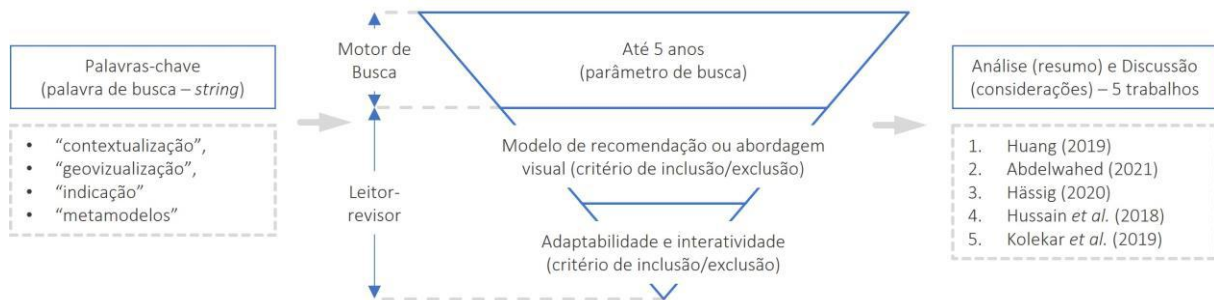 Palavras-chave
(palavra de busca – string)
• “contextualização”,
• “geovizualização”,
• “indicação”
• “metamodelos”
Motor de
Busca
Leitor-
revisor
Até 5 anos
(parâmetro de busca)
Modelo de recomendação ou abordagem
visual (critério de inclusão/exclusão)
Adaptabilidade e interatividade
(critério de inclusão/exclusão)
Análise (resumo) e Discussão
(considerações) – 5 trabalhos
1. Huang (2019)
2. Abdelwahed (2021)
3. Hässig (2020)
4. Hussain et al. (2018)
5. Kolekar et al. (2019)